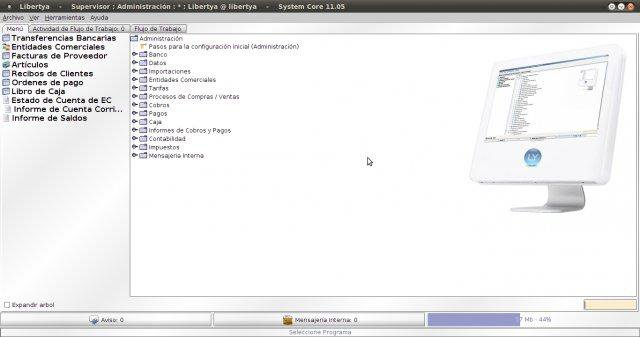 Libertya - Supervisor : Administración : * : Libertya @ libertya - System Core 11.05
Archivo Ver Herramientas Ayuda
Menú Actividad de Flujo de Trabajo: 0 Flujo de Trabajo
Transferencias Bancarias
Entidades Comerciales
Facturas de Proveedor
Artículos
Recibos de Clientes
Ordenes de pago
Libro de Caja
Estado de Cuenta de EC
Informe de Cuenta Corri...
Informe de Saldos
Administración
Pasos para la configuración inicial (Administración)
Banco
Datos
Importaciones
Entidades Comerciales
Tarifas
Procesos de Compras / Ventas
Cobros
Pagos
Caja
Informes de Cobros y Pagos
Contabilidad
Impuestos
Mensajeria Interna
LY
Expandir arbol
Aviso: 0
Mensajería Interna: 0
Mb - 44%
Seleccione Programa